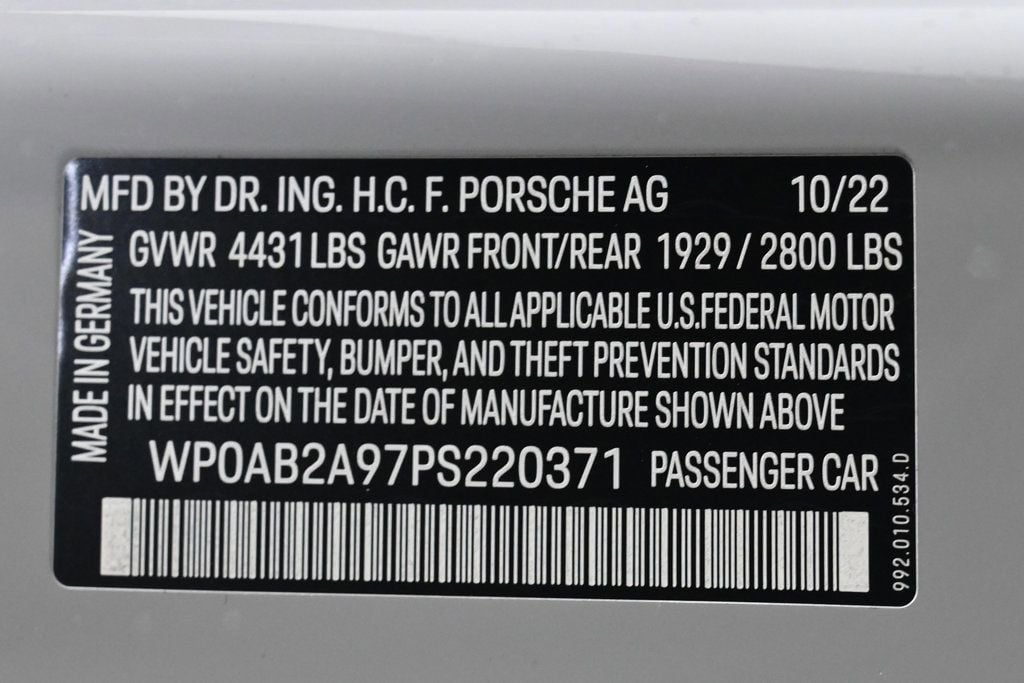 MFD BY DR. ING. H.C. F. PORSCHE AG 10/22
GVWR 4431 LBS GAWR FRONT/REAR 1929 / 2800 LBS
THIS VEHICLE CONFORMS TO ALL APPLICABLE U.S.FEDERAL MOTOR
VEHICLE SAFETY, BUMPER, AND THEFT PREVENTION STANDARDS
IN EFFECT ON THE DATE OF MANUFACTURE SHOWN ABOVE
WP0AB2A97PS220371 PASSENGER CAR
MADE IN GERMANY
992.010.534.D